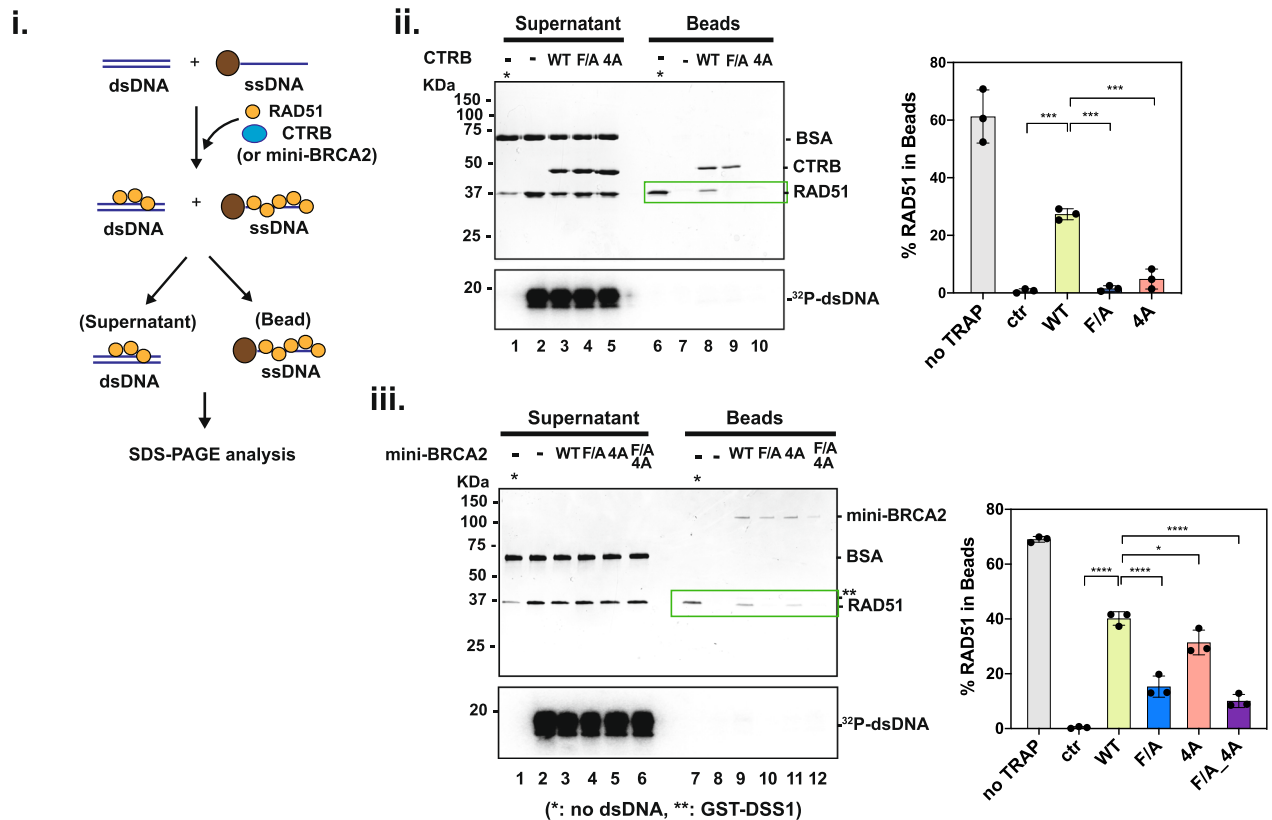 i.
dsDNA + ssDNA
RAD51
CTRB
(or mini-BRCA2)
dsDNA + ssDNA
(Supernatant) (Bead)
dsDNA ssDNA
SDS-PAGE analysis
ii.
Supernatant Beads
CTRB - - WT F/A 4A - - WT F/A 4A
* *
KDa
150 -
100 -
75 -
50 -
37 -
25 -
- BSA
- CTRB
- RAD51
20 -
-³²P-dsDNA
1 2 3 4 5 6 7 8 9 10
% RAD51 in Beads
80
60
40
20
0
*** *** ***
no TRAP ctr WT F/A 4A
iii.
Supernatant Beads
mini-BRCA2 - - WT F/A 4A F/A 4A - - WT F/A 4A F/A 4A
* *
KDa
150 -
100 -
75 -
50 -
37 -
25 -
- mini-BRCA2
- BSA
**
- RAD51
20 -
-³²P-dsDNA
1 2 3 4 5 6 7 8 9 10 11 12
(*: no dsDNA, **: GST-DSS1)
% RAD51 in Beads
80
60
40
20
0
**** **** * ****
no TRAP ctr WT F/A 4A F/A_4A